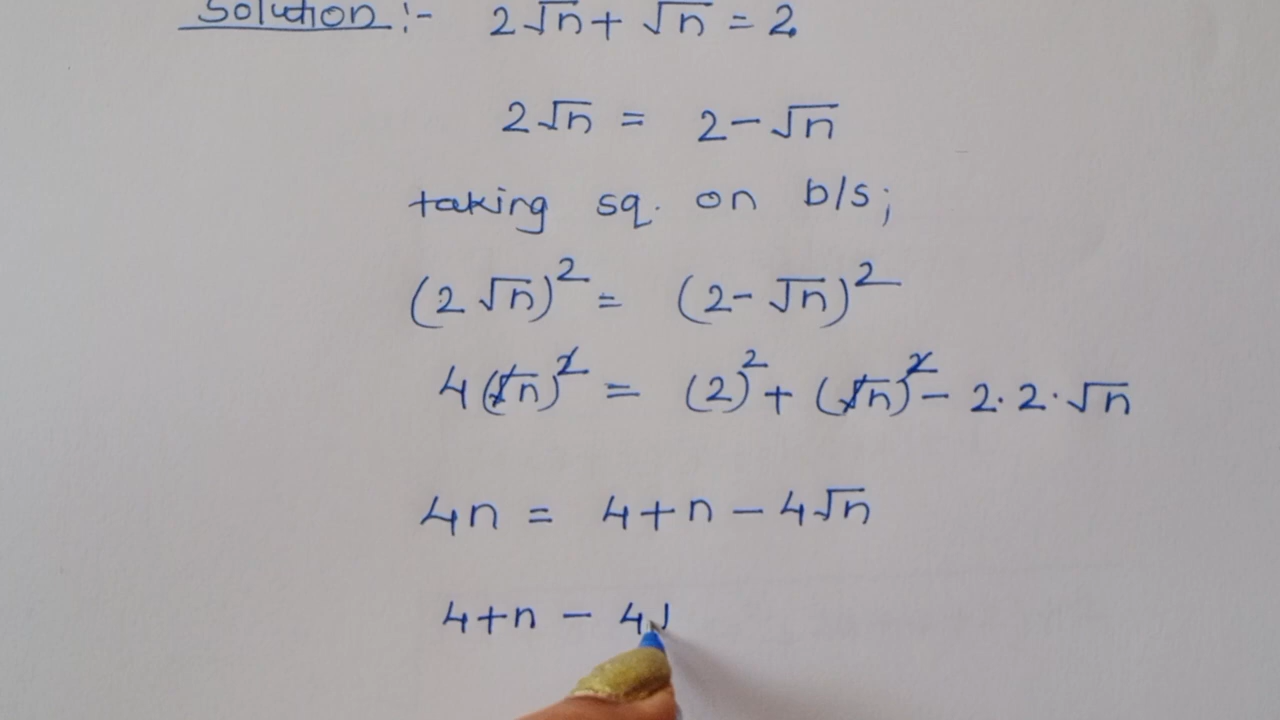 Solution :- 2√n + √n = 2
2√n = 2 - √n
taking sq. on b/s;
(2√n)² = (2 - √n)²
4(√n)² = (2)² + (√n)² - 2.2.√n
4n = 4+n - 4√n
4+n - 4√